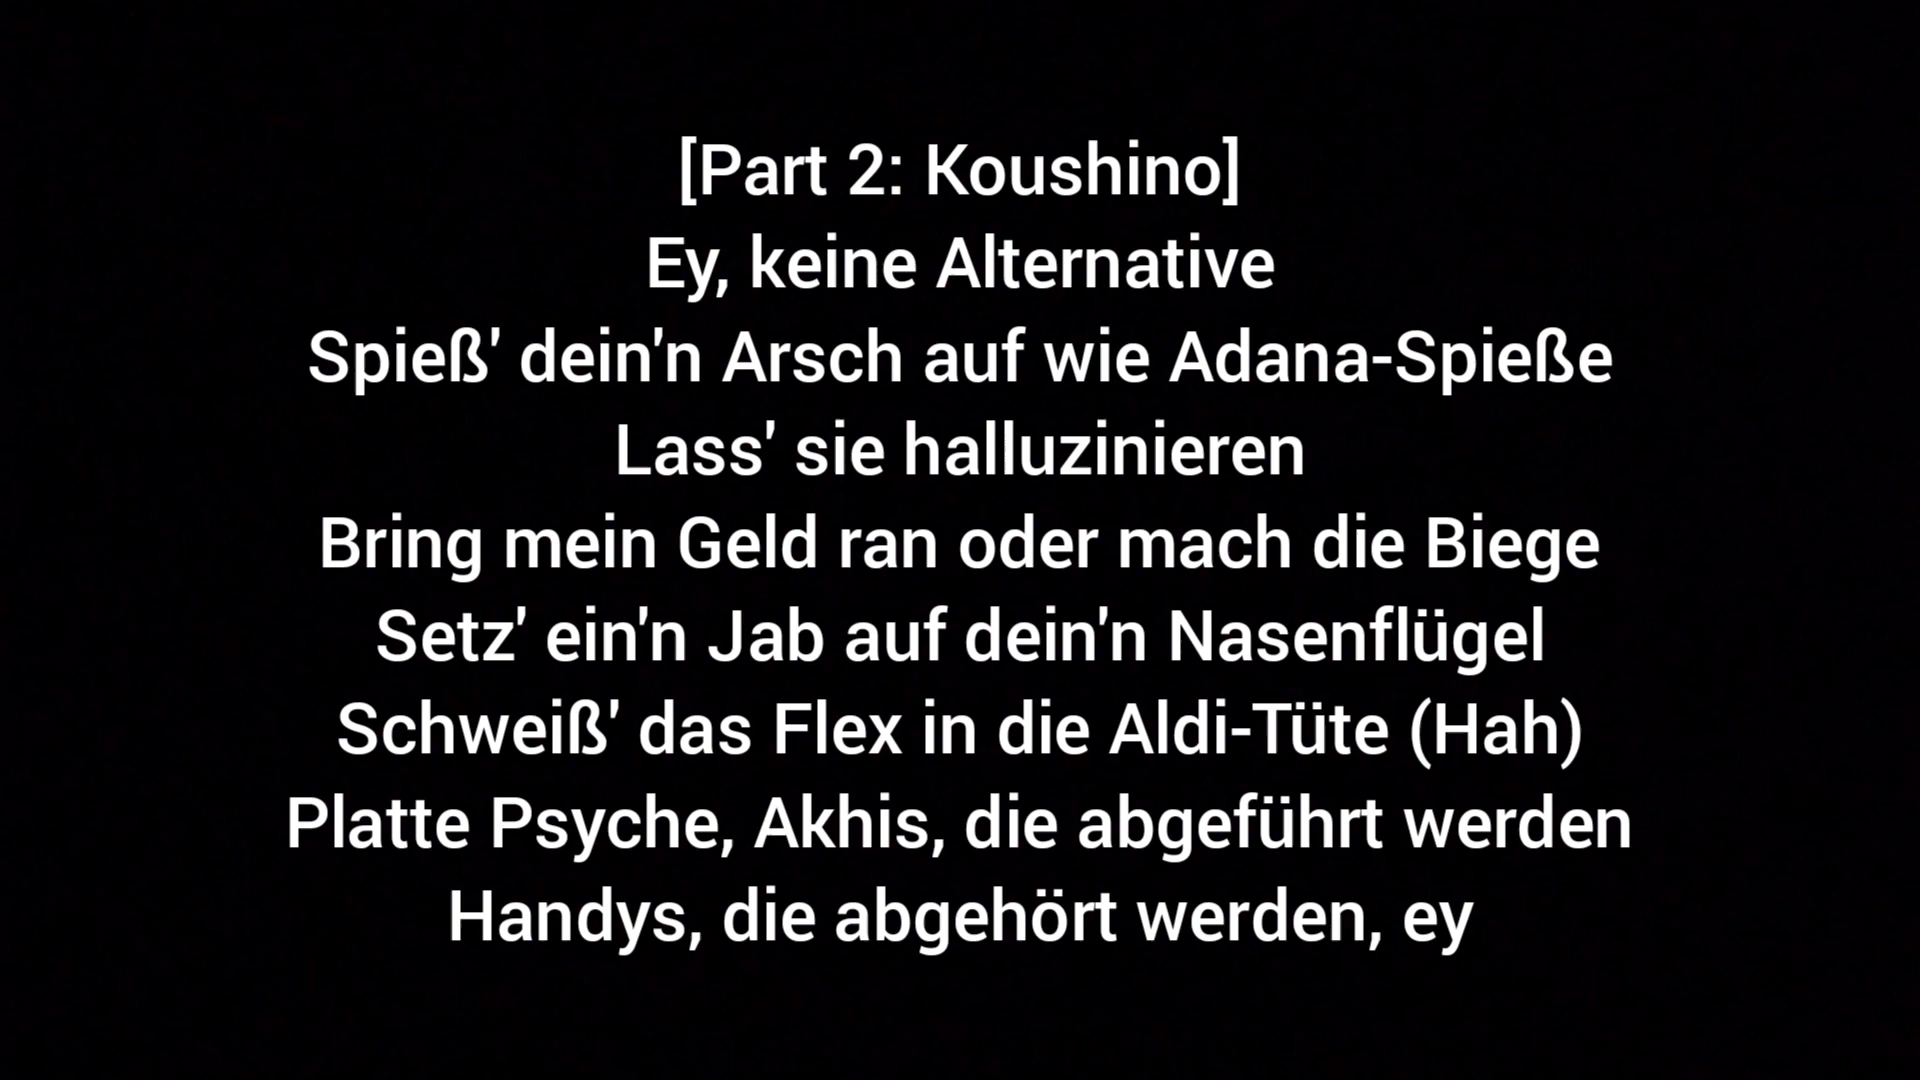 [Part 2: Koushino]
Ey, keine Alternative
Spieß' dein'n Arsch auf wie Adana-Spieße
Lass' sie halluzinieren
Bring mein Geld ran oder mach die Biege
Setz' ein'n Jab auf dein'n Nasenflügel
Schweiß' das Flex in die Aldi-Tüte (Hah)
Platte Psyche, Akhis, die abgeführt werden
Handys, die abgehört werden, ey